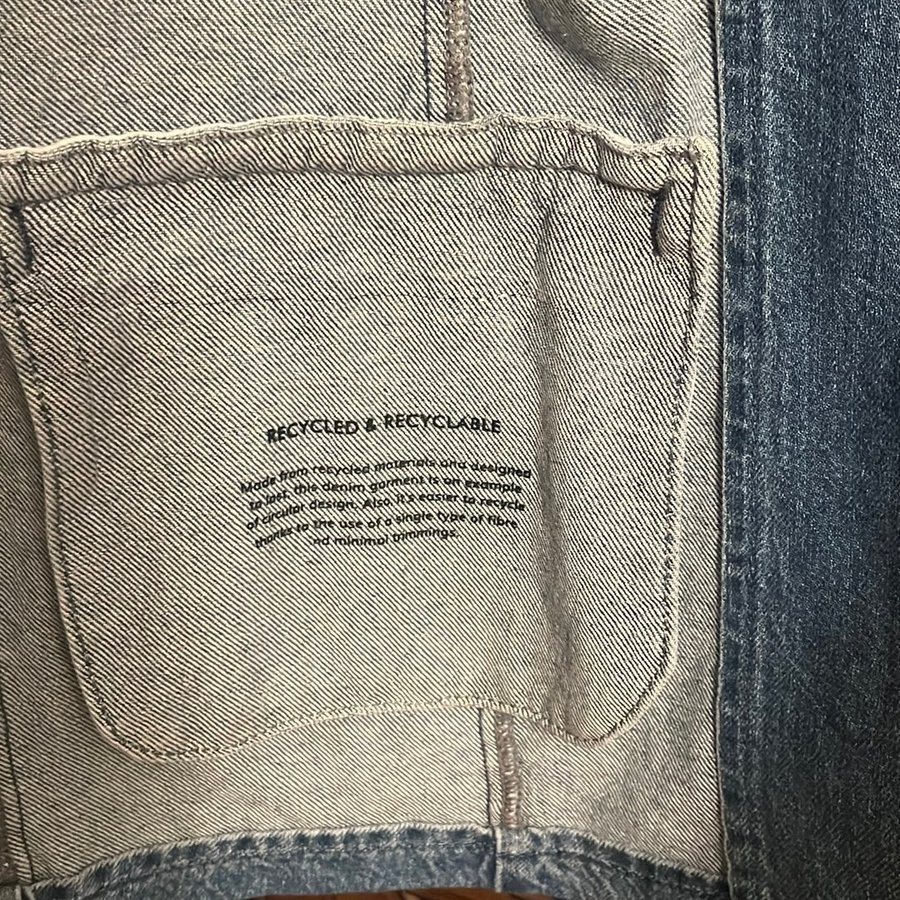 RECYCLED & RECYCLABLE
Made from recycled materials and designed
to last, this denim garment is an example
of circular design. Also, it's easier to recycle
thanks to the use of a single type of fibre
nd minimal trimmings.